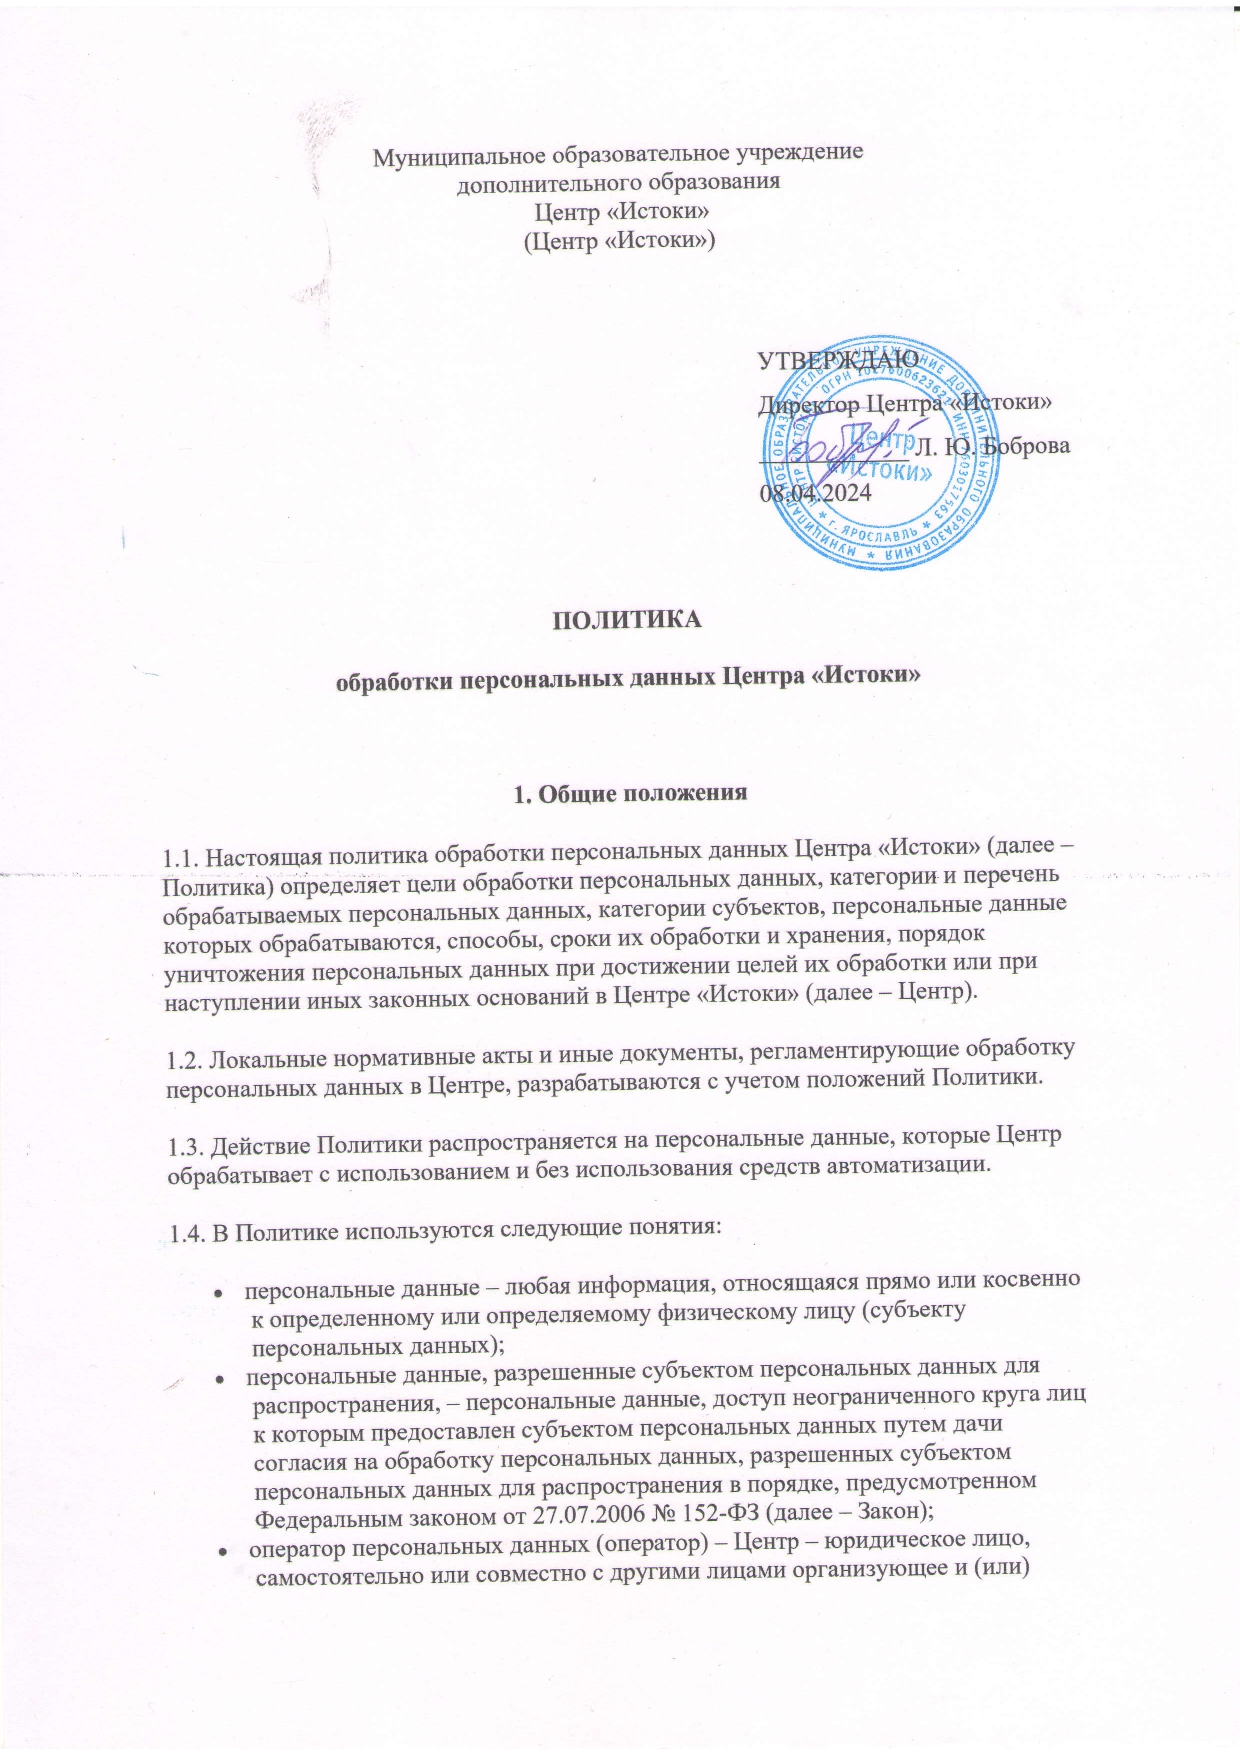 Муниципальное образовательное учреждение
дополнительного образования
Центр «Истоки»
(Центр «Истоки»)
УТВЕРЖДАЮ
Директор Центра «Истоки»
Л. Ю. Боброва
08.04.2024
Центр
«Истоки»
г. ЯРОСЛАВЛЬ
ПОЛИТИКА
обработки персональных данных Центра «Истоки»
1. Общие положения
1.1. Настоящая политика обработки персональных данных Центра «Истоки» (далее –
Политика) определяет цели обработки персональных данных, категории и перечень
обрабатываемых персональных данных, категории субъектов, персональные данные
которых обрабатываются, способы, сроки их обработки и хранения, порядок
уничтожения персональных данных при достижении целей их обработки или при
наступлении иных законных оснований в Центре «Истоки» (далее – Центр).
1.2. Локальные нормативные акты и иные документы, регламентирующие обработку
персональных данных в Центре, разрабатываются с учетом положений Политики.
1.3. Действие Политики распространяется на персональные данные, которые Центр
обрабатывает с использованием и без использования средств автоматизации.
1.4. В Политике используются следующие понятия:
• персональные данные – любая информация, относящаяся прямо или косвенно
к определенному или определяемому физическому лицу (субъекту
персональных данных);
• персональные данные, разрешенные субъектом персональных данных для
распространения, – персональные данные, доступ неограниченного круга лиц
к которым предоставлен субъектом персональных данных путем дачи
согласия на обработку персональных данных, разрешенных субъектом
персональных данных для распространения в порядке, предусмотренном
Федеральным законом от 27.07.2006 № 152-ФЗ (далее – Закон);
• оператор персональных данных (оператор) – Центр – юридическое лицо,
самостоятельно или совместно с другими лицами организующее и (или)